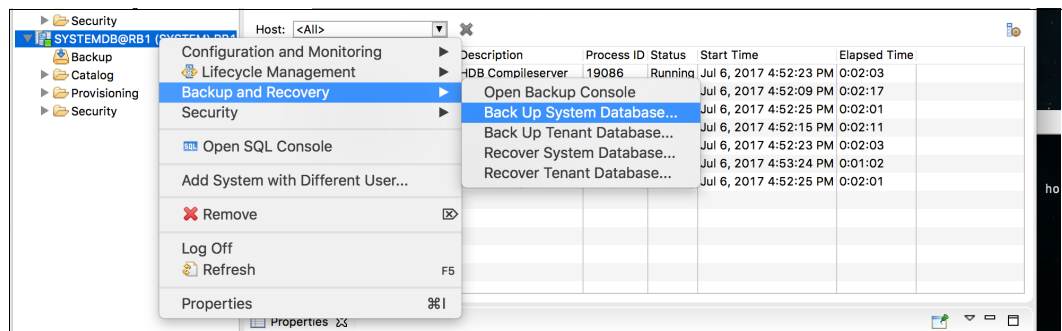 Security
Host: <All>
SYSTEMDB@RB1 (SYSTEM) RB1
Backup
Catalog
Provisioning
Security
Configuration and Monitoring
Lifecycle Management
Backup and Recovery
Security
SQL Open SQL Console
Add System with Different User...
Remove
Log Off
Refresh F5
Properties ⌘I
Open Backup Console
Back Up System Database...
Back Up Tenant Database...
Recover System Database...
Recover Tenant Database...
Description Process ID Status Start Time Elapsed Time
HDB Compileserver 19086 Running Jul 6, 2017 4:52:23 PM 0:02:03
Jul 6, 2017 4:52:09 PM 0:02:17
Jul 6, 2017 4:52:25 PM 0:02:01
Jul 6, 2017 4:52:15 PM 0:02:11
Jul 6, 2017 4:52:23 PM 0:02:03
Jul 6, 2017 4:53:24 PM 0:01:02
Jul 6, 2017 4:52:25 PM 0:02:01
ho
Properties